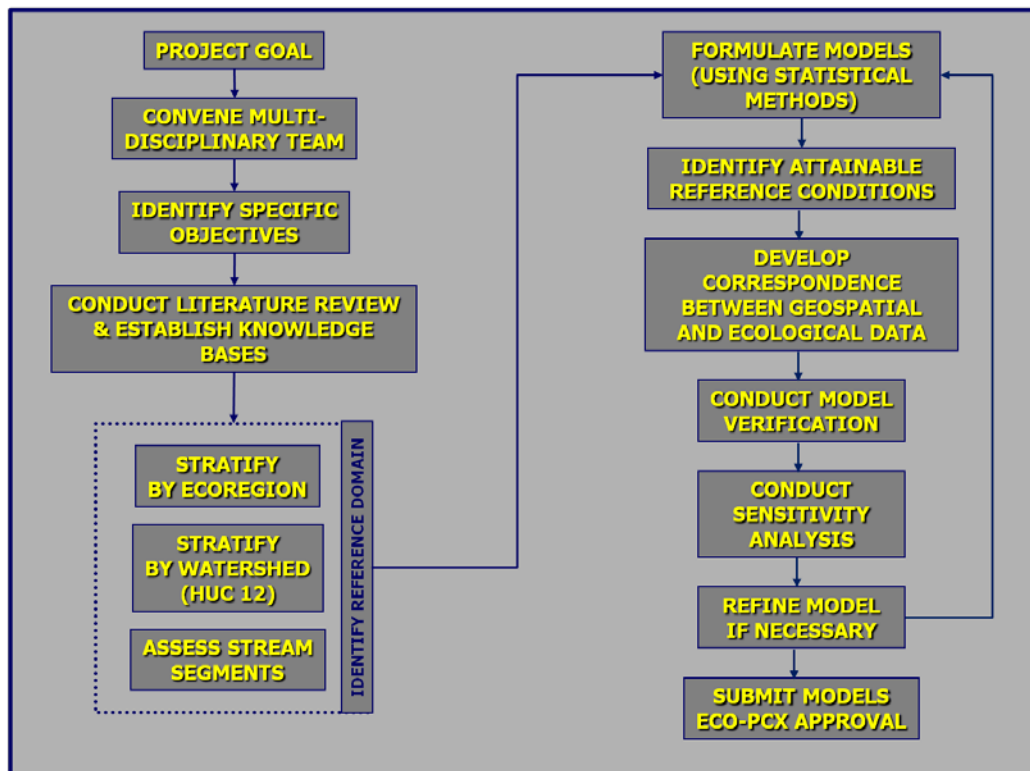 PROJECT GOAL
CONVENE MULTI-
DISCIPLINARY TEAM
IDENTIFY SPECIFIC
OBJECTIVES
CONDUCT LITERATURE REVIEW
& ESTABLISH KNOWLEDGE
BASES
STRATIFY
BY ECOREGION
STRATIFY
BY WATERSHED
(HUC 12)
ASSESS STREAM
SEGMENTS
IDENTIFY REFERENCE DOMAIN
FORMULATE MODELS
(USING STATISTICAL
METHODS)
IDENTIFY ATTAINABLE
REFERENCE CONDITIONS
DEVELOP
CORRESPONDENCE
BETWEEN GEOSPATIAL
AND ECOLOGICAL DATA
CONDUCT MODEL
VERIFICATION
CONDUCT
SENSITIVITY
ANALYSIS
REFINE MODEL
IF NECESSARY
SUBMIT MODELS
ECO-PCX APPROVAL